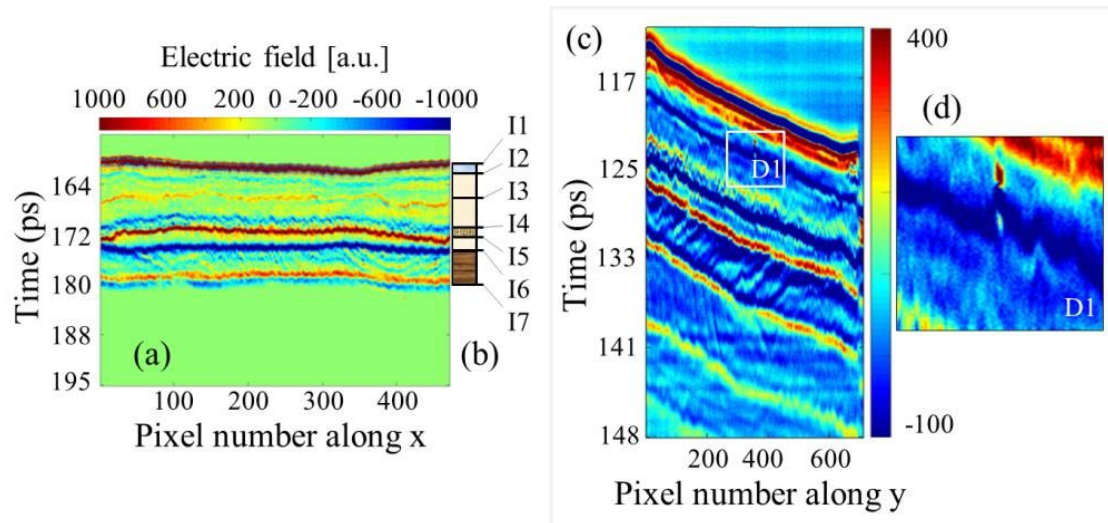 Electric field [a.u.]
1000 600 200 0 -200 -600 -1000
Time (ps)
164
172
180
188
195
(a)
100 200 300 400
Pixel number along x
I1
I2
I3
I4
I5
I6
I7
(b)
(c)
Time (ps)
117
125
133
141
148
D1
200 400 600
Pixel number along y
400
-100
(d)
D1